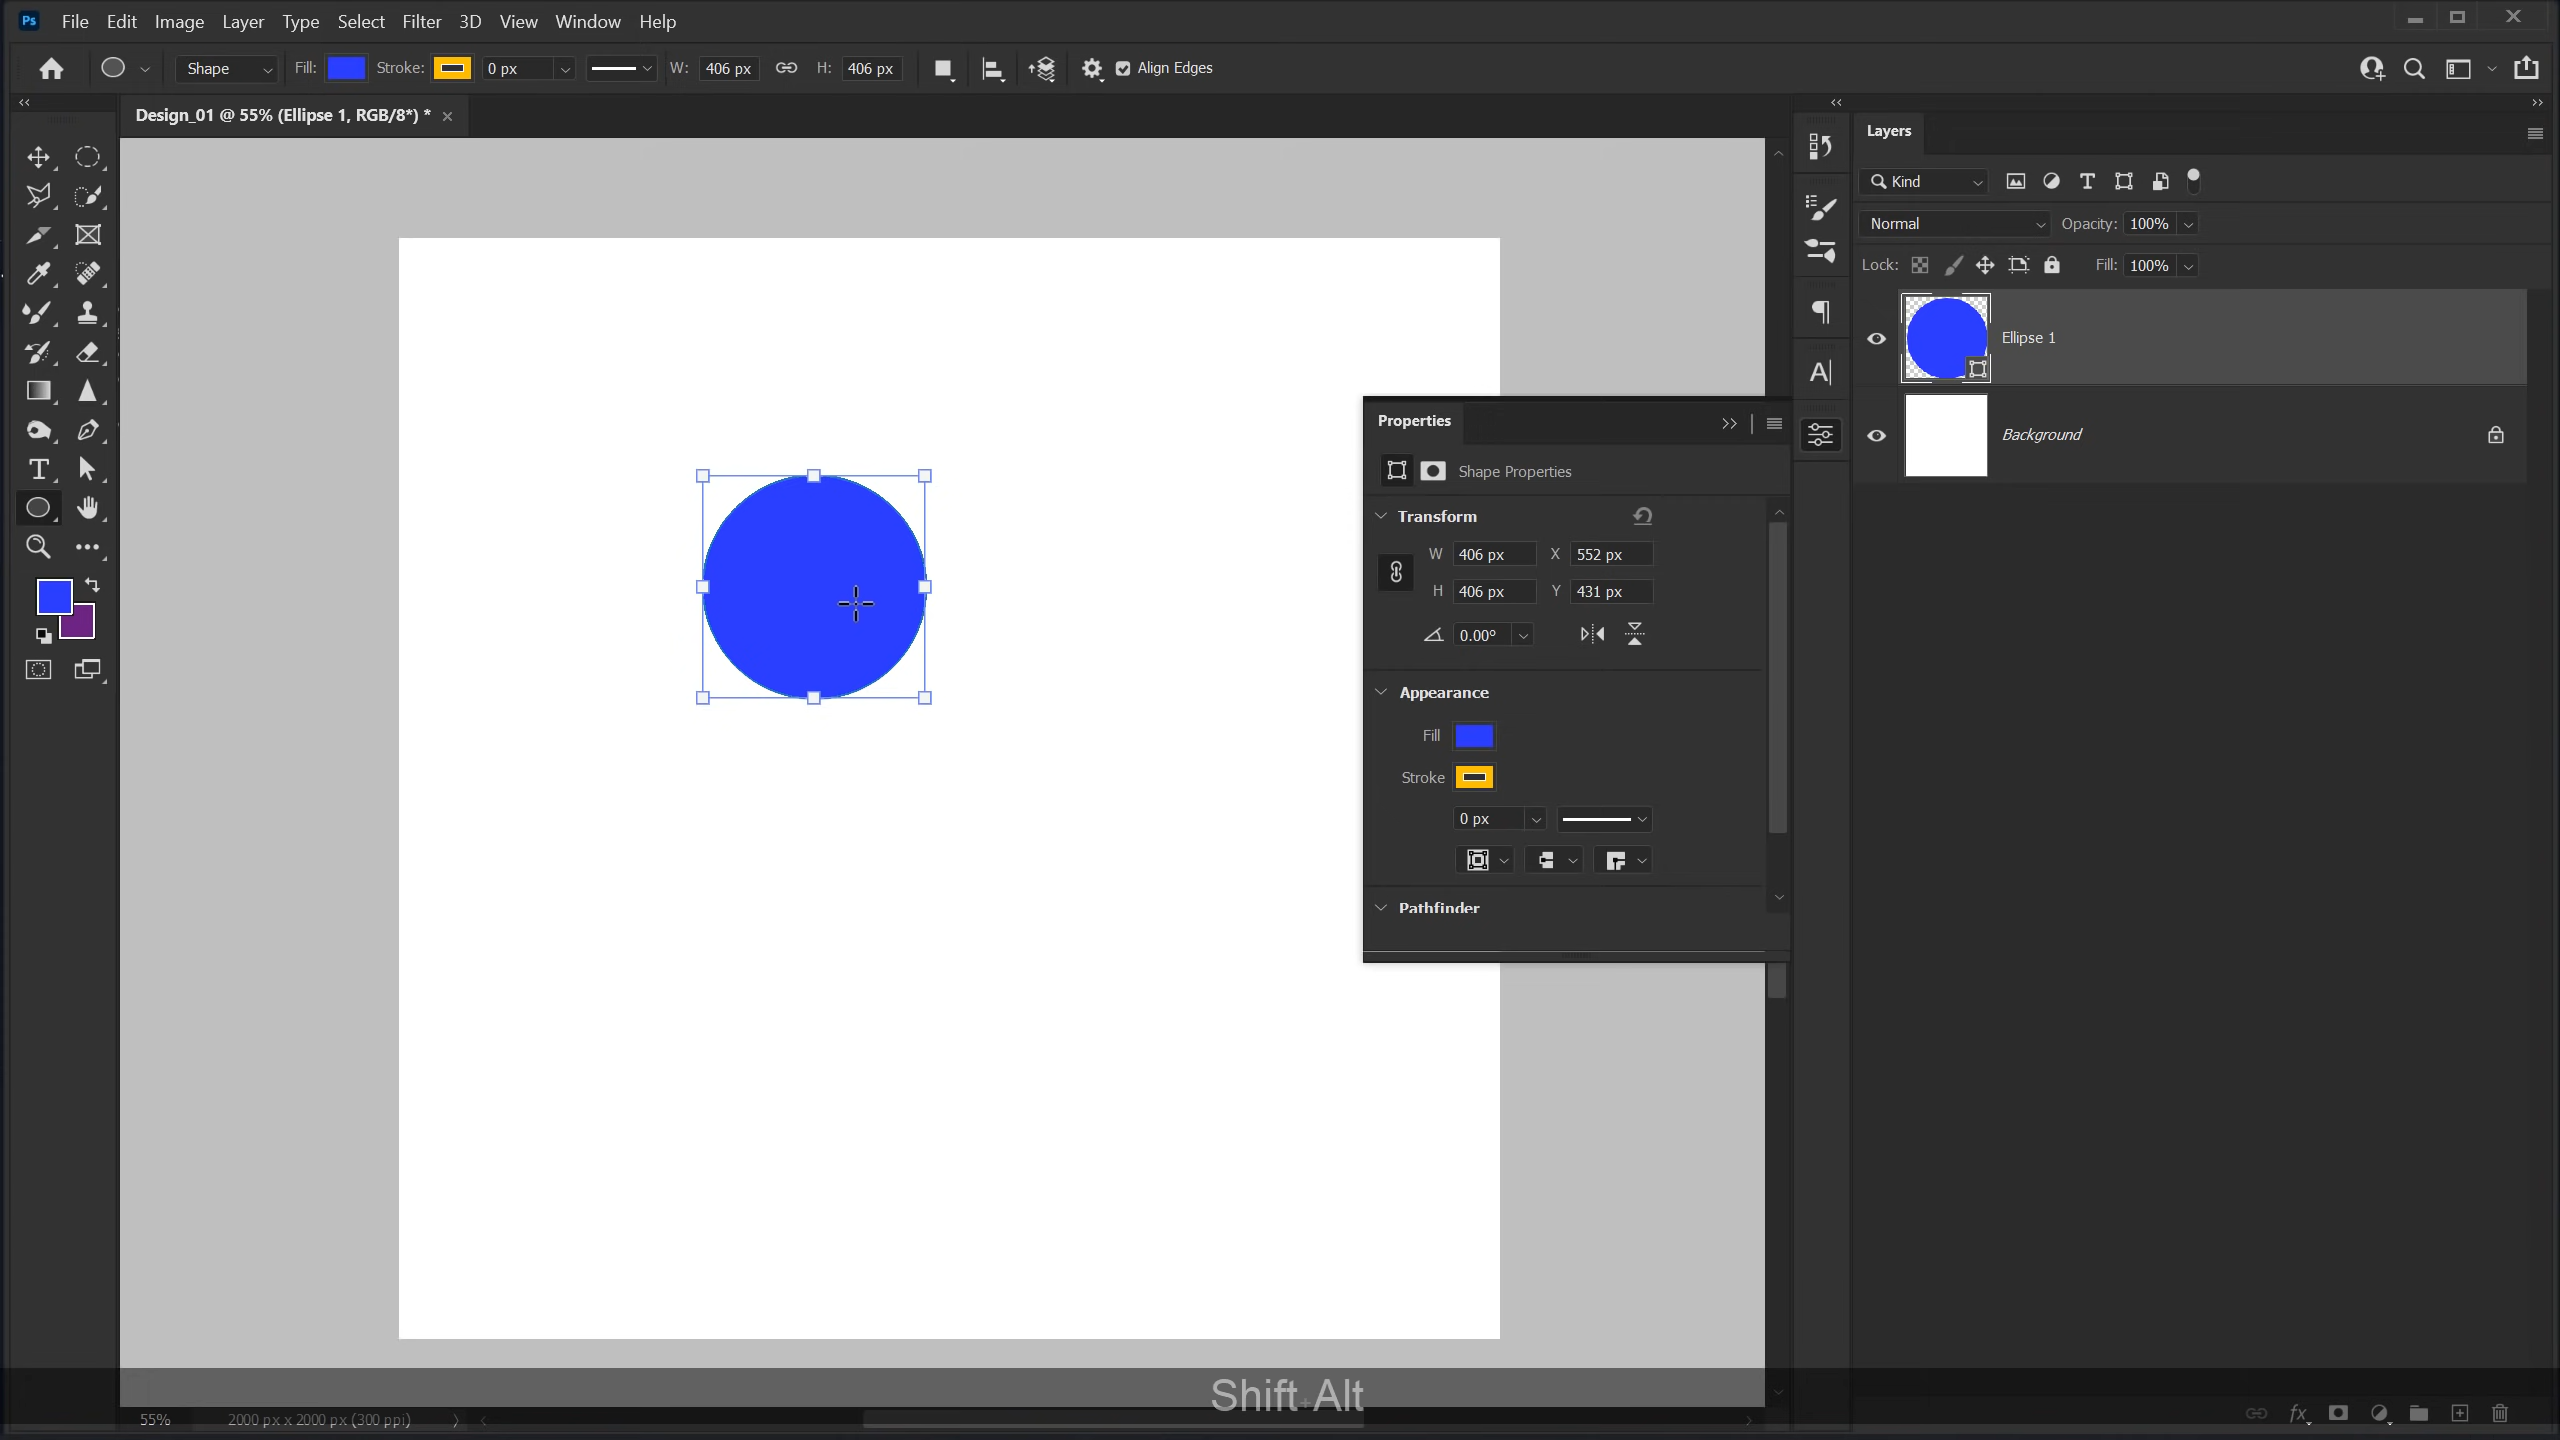 Ps File Edit Image Layer Type Select Filter 3D View Window Help
Shape Fill: Stroke: 0 px W: 406 px H: 406 px Align Edges
Design_01 @ 55% (Ellipse 1, RGB/8*) *
Layers
Kind
Normal Opacity: 100%
Lock: Fill: 100%
Ellipse 1
Background
Properties
Shape Properties
Transform
W 406 px X 552 px
H 406 px Y 431 px
0.00°
Appearance
Fill
Stroke
0 px
Pathfinder
Shift+Alt
55% 2000 px x 2000 px (300 ppi)